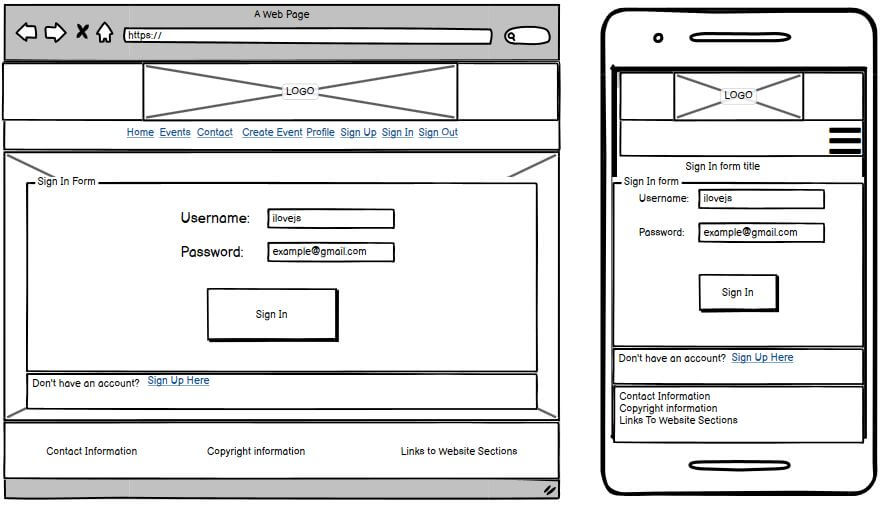 A Web Page
https://
LOGO
Home Events Contact Create Event Profile Sign Up Sign In Sign Out
Sign In Form
Username: ilovejs
Password: example@gmail.com
Sign In
Don't have an account? Sign Up Here
Contact Information Copyright information Links to Website Sections
LOGO
Sign In form title
Sign In form
Username: ilovejs
Password: example@gmail.com
Sign In
Don't have an account? Sign Up Here
Contact Information
Copyright information
Links To Website Sections